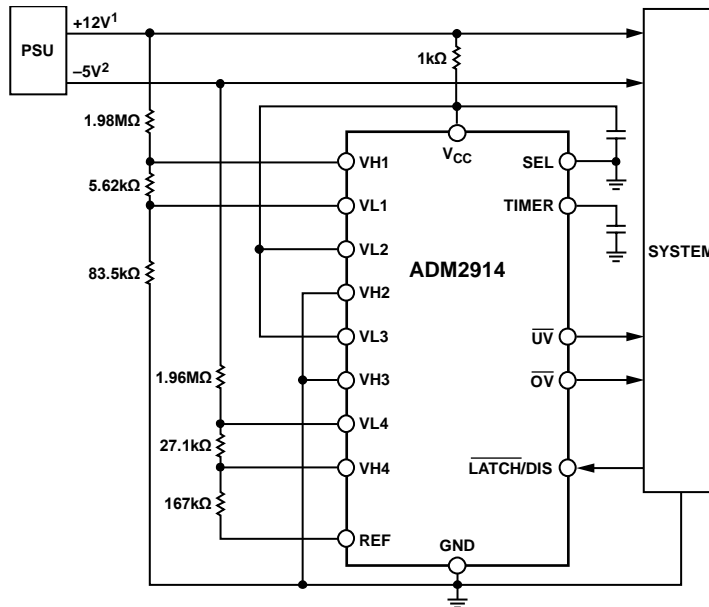 PSU
+12V¹
–5V²
1kΩ
1.98MΩ
5.62kΩ
83.5kΩ
1.96MΩ
27.1kΩ
167kΩ
VCC
VH1
VL1
VL2
VH2
VL3
VH3
VL4
VH4
REF
ADM2914
GND
SEL
TIMER
UV
OV
LATCH/DIS
SYSTEM